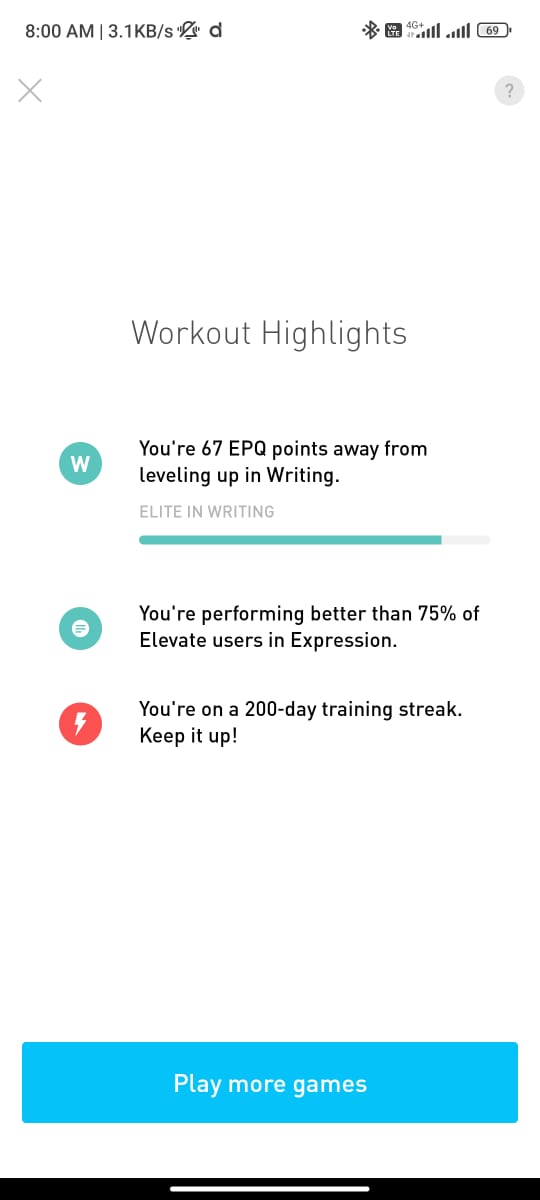 8:00 AM | 3.1KB/s d Vo LTE 4G+ 69
?
Workout Highlights
W
You're 67 EPQ points away from
leveling up in Writing.
ELITE IN WRITING
You're performing better than 75% of
Elevate users in Expression.
You're on a 200-day training streak.
Keep it up!
Play more games